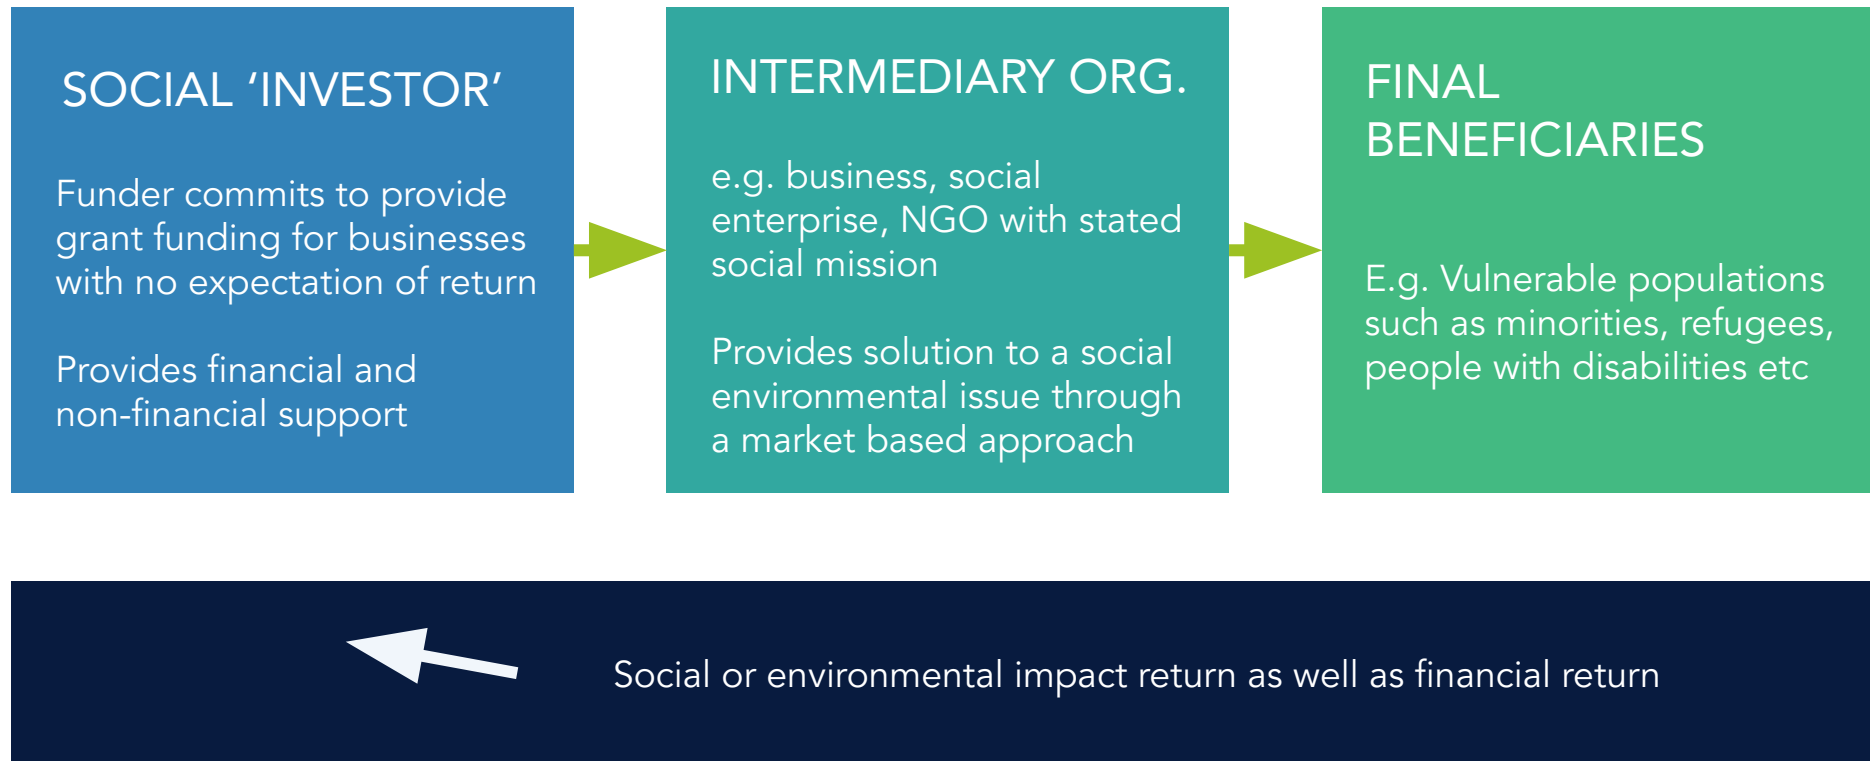 SOCIAL ‘INVESTOR’
Funder commits to provide
grant funding for businesses
with no expectation of return
Provides financial and
non-financial support
INTERMEDIARY ORG.
e.g. business, social
enterprise, NGO with stated
social mission
Provides solution to a social
environmental issue through
a market based approach
FINAL
BENEFICIARIES
E.g. Vulnerable populations
such as minorities, refugees,
people with disabilities etc
Social or environmental impact return as well as financial return